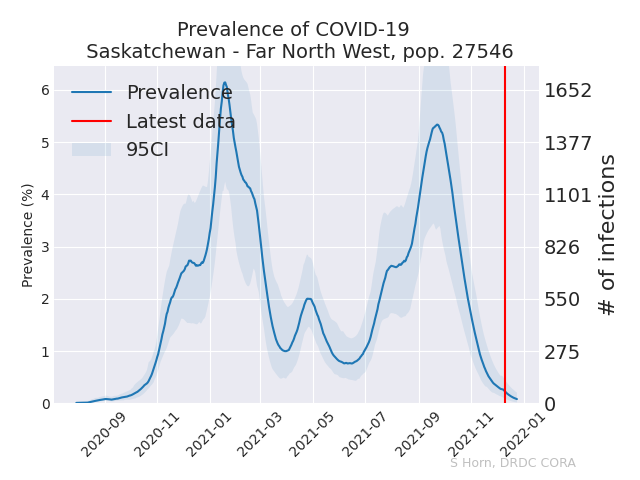 Prevalence of COVID-19
Saskatchewan - Far North West, pop. 27546
Prevalence
Latest data
95CI
Prevalence (%)
6
5
4
3
2
1
0
1652
1377
1101
826
550
275
0
# of infections
2020-09
2020-11
2021-01
2021-03
2021-05
2021-07
2021-09
2021-11
2022-01
S Horn, DRDC CORA